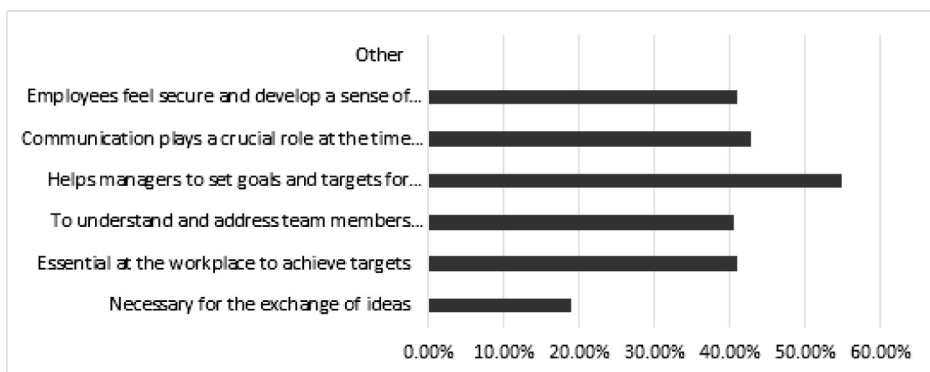 Other
Employees feel secure and develop a sense of...
Communication plays a crucial role at the time...
Helps managers to set goals and targets for...
To understand and address team members...
Essential at the workplace to achieve targets
Necessary for the exchange of ideas
0.00% 10.00% 20.00% 30.00% 40.00% 50.00% 60.00%